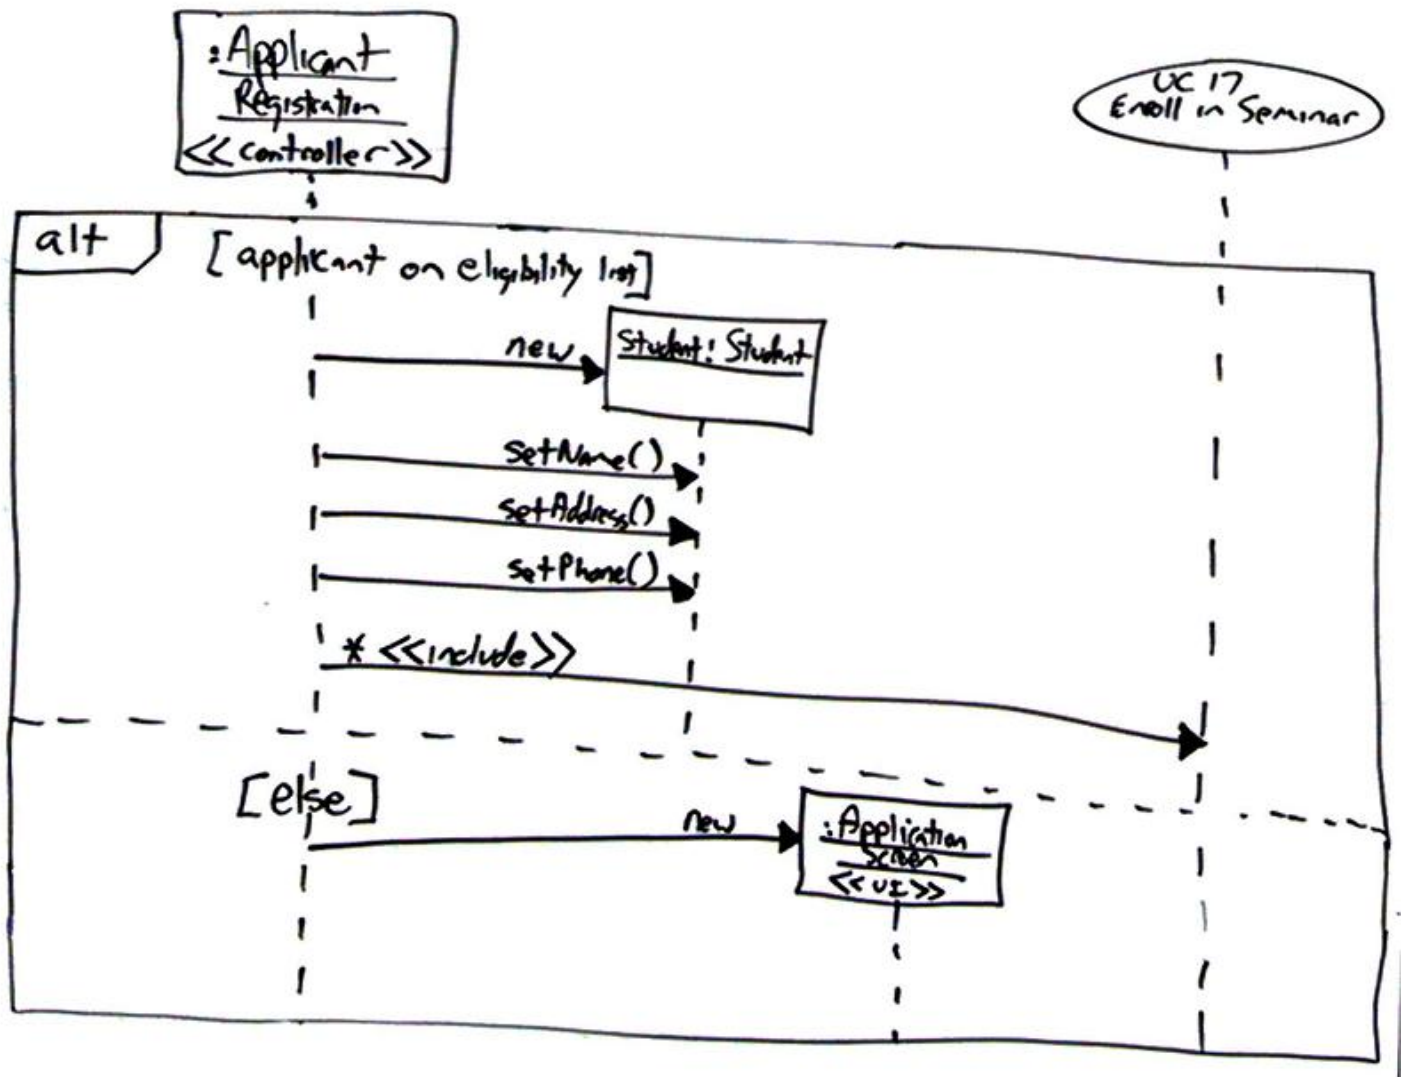 :Applicant
Registration
<<controller>>
UC 17
Enroll in Seminar
alt
[applicant on eligibility list]
new
Student: Student
setName()
setAddress()
setPhone()
* <<include>>
[else]
new
:Application
Screen
<<UI>>